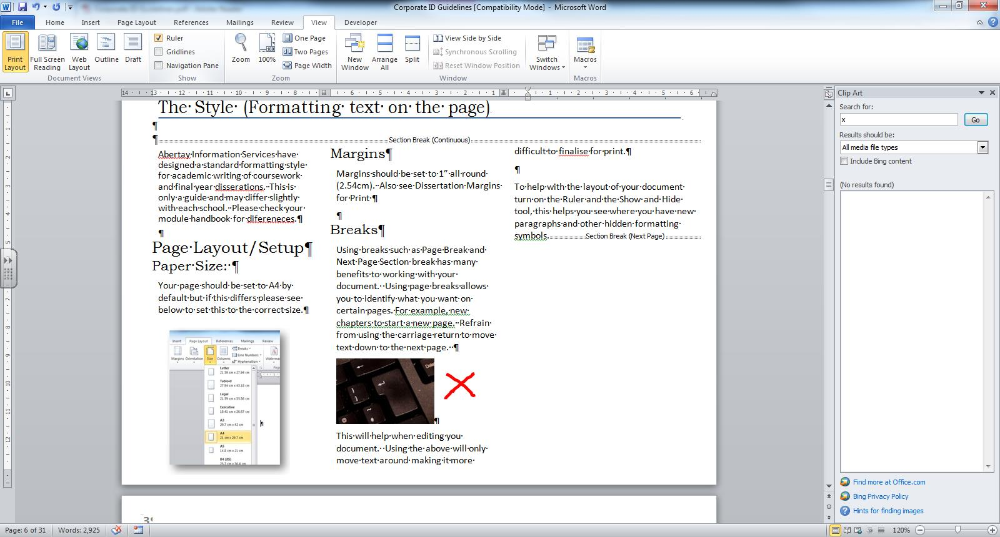 Corporate ID Guidelines [Compatibility Mode] - Microsoft Word
File Home Insert Page Layout References Mailings Review View Developer
Print Layout
Full Screen Reading
Web Layout
Outline
Draft
Document Views
Ruler
Gridlines
Navigation Pane
Show
Zoom
100%
One Page
Two Pages
Page Width
Zoom
New Window
Arrange All
Split
View Side by Side
Synchronous Scrolling
Reset Window Position
Window
Switch Windows
Macros
Macros
14 13 12 11 10 9 8 6 5 4 3 2 1 1 2 3 4 5 6
The Style (Formatting text on the page)
Section Break (Continuous)
Abertay Information Services have
designed a standard formatting style
for academic writing of coursework
and final year disserations. This is
only a guide and may differ slightly
with each school. Please check your
module handbook for difereneces.¶
¶
Page Layout/Setup¶
Paper Size: ¶
Your page should be set to A4 by
default but if this differs please see
below to set this to the correct size.¶
Insert Page Layout References Mailings Review
Margins Orientation Size Columns
Breaks
Line Numbers
Hyphenation
Letter
21.59 cm x 27.94 cm
Tabloid
27.94 cm x 43.18 cm
Legal
21.59 cm x 35.56 cm
Executive
18.41 cm x 26.67 cm
A3
29.7 cm x 42 cm
A4
21 cm x 29.7 cm
A5
14.8 cm x 21 cm
B4 (JIS)
25.7 cm x 36.4 cm
Margins¶
Margins should be set to 1” all round
(2.54cm). Also see Dissertation Margins
for Print ¶
¶
Breaks¶
Using breaks such as Page Break and
Next Page Section break has many
benefits to working with your
document. Using page breaks allows
you to identify what you want on
certain pages. For example, new
chapters to start a new page. Refrain
from using the carriage return to move
text down to the next page. ¶
¶
This will help when editing you
document. Using the above will only
move text around making it more
difficult to finalise for print.¶
¶
To help with the layout of your document
turn on the Ruler and the Show and Hide
tool, this helps you see where you have new
paragraphs and other hidden formatting
symbols. Section Break (Next Page)
Clip Art
Search for:
x
Go
Results should be:
All media file types
Include Bing content
(No results found)
Find more at Office.com
Bing Privacy Policy
Hints for finding images
Page: 6 of 31 Words: 2,925
120%